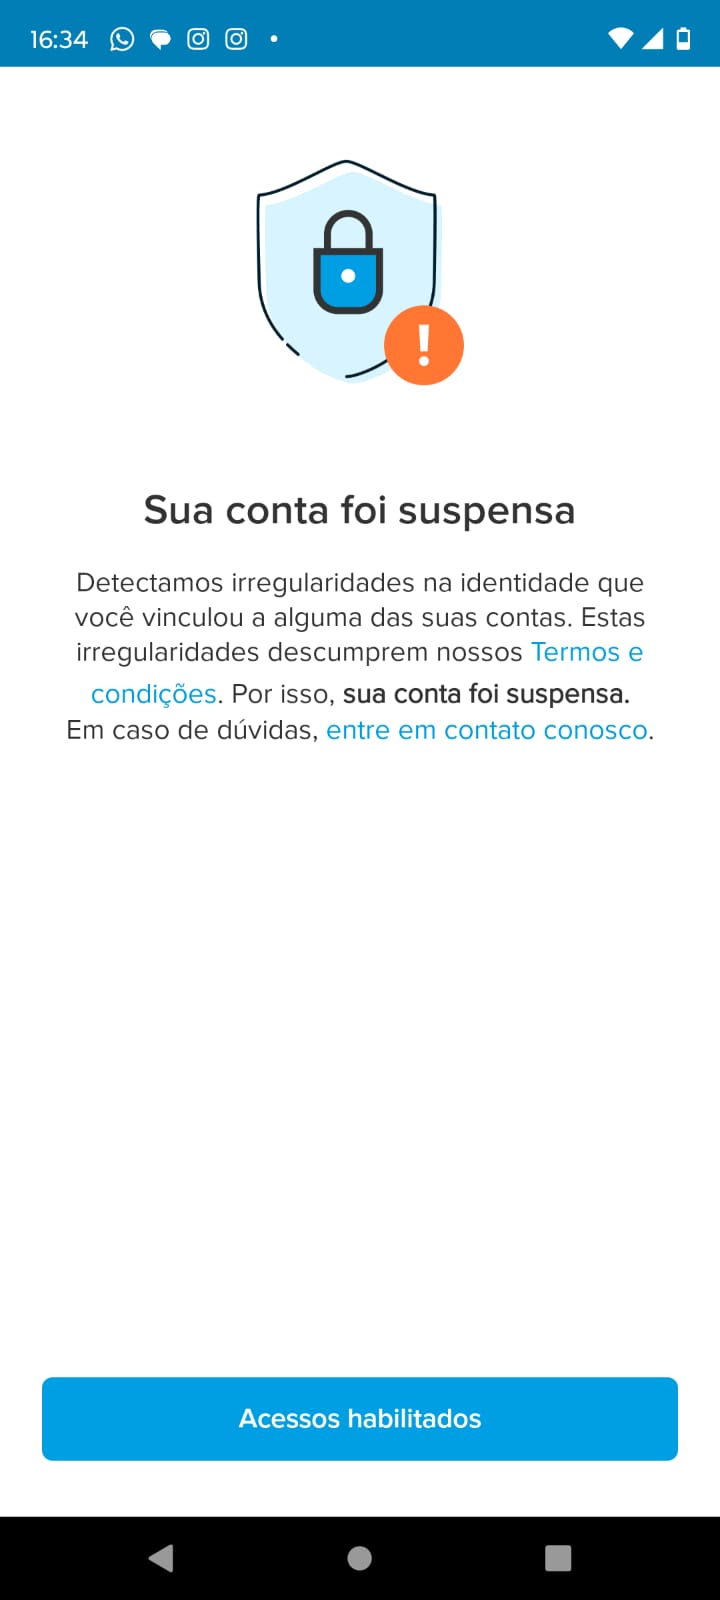 16:34
Sua conta foi suspensa
Detectamos irregularidades na identidade que
você vinculou a alguma das suas contas. Estas
irregularidades descumprem nossos Termos e
condições. Por isso, sua conta foi suspensa.
Em caso de dúvidas, entre em contato conosco.
Acessos habilitados